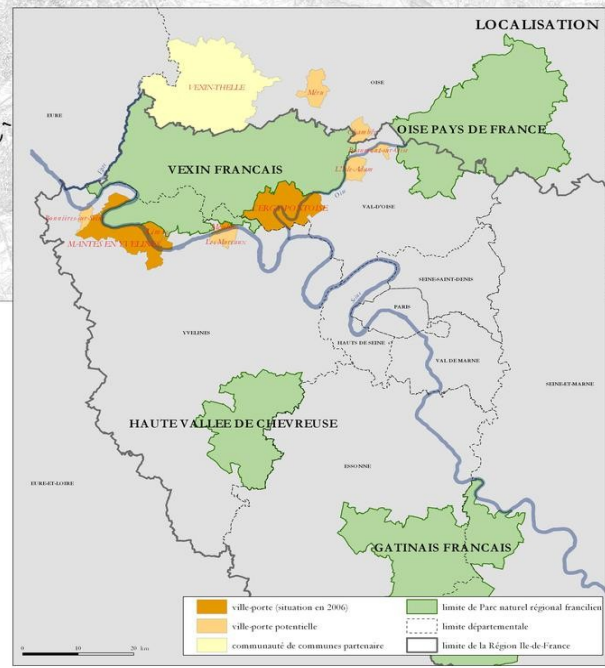 LOCALISATION
VEXIN-THELLE
OISE
Méru
EURE
OISE PAYS DE FRANCE
VEXIN FRANCAIS
L'Isle-Adam
Oise
VAL-D'OISE
MANTES EN YVELINES
Les Mureaux
SEINE-SAINT-DENIS
PARIS
YVELINES
HAUTS DE SEINE
VAL DE MARNE
SEINE-ET-MARNE
HAUTE VALLEE DE CHEVREUSE
ESSONNE
EURE-ET-LOIRE
GATINAIS FRANCAIS
ville-porte (situation en 2006)
limite de Parc naturel régional francilien
ville-porte potentielle
limite départementale
communauté de communes partenaire
limite de la Région Ile-de-France
0 10 20 km